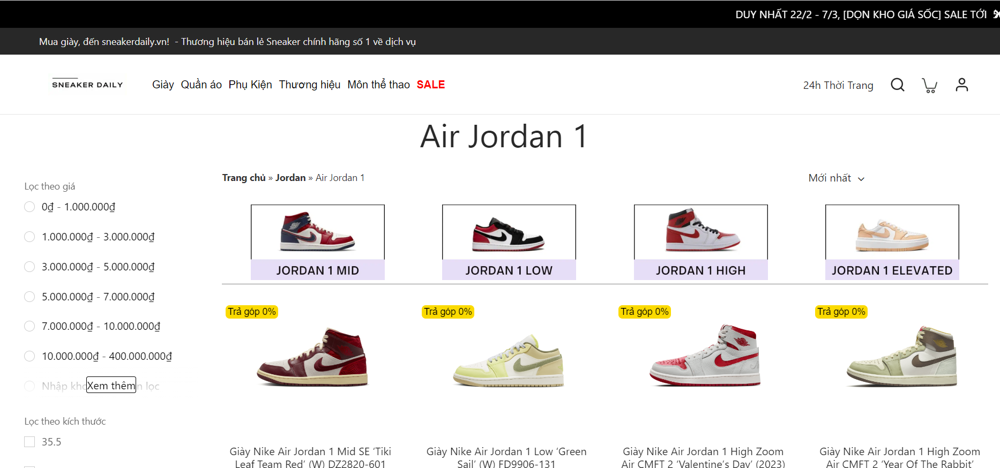 DUY NHẤT 22/2 - 7/3, [DỌN KHO GIÁ SỐC] SALE TỚI
Mua giày, đến sneakerdaily.vn! - Thương hiệu bán lẻ Sneaker chính hãng số 1 về dịch vụ
SNEAKER DAILY
Giày Quần áo Phụ Kiện Thương hiệu Môn thể thao SALE
24h Thời Trang
Air Jordan 1
Trang chủ » Jordan » Air Jordan 1
Mới nhất
Lọc theo giá
0₫ - 1.000.000₫
1.000.000₫ - 3.000.000₫
3.000.000₫ - 5.000.000₫
5.000.000₫ - 7.000.000₫
7.000.000₫ - 10.000.000₫
10.000.000₫ - 400.000.000₫
Nhập Xem thêm lọc
Lọc theo kích thước
35.5
JORDAN 1 MID
JORDAN 1 LOW
JORDAN 1 HIGH
JORDAN 1 ELEVATED
Trả góp 0%
Trả góp 0%
Trả góp 0%
Trả góp 0%
Giày Nike Air Jordan 1 Mid SE ‘Tiki
Leaf Team Red’ (W) DZ2820-601
Giày Nike Air Jordan 1 Low ‘Green
Sail’ (W) FD9906-131
Giày Nike Air Jordan 1 High Zoom
Air CMFT 2 ‘Valentine’s Day’ (2023)
Giày Nike Air Jordan 1 High Zoom
Air CMFT 2 ‘Year Of The Rabbit’